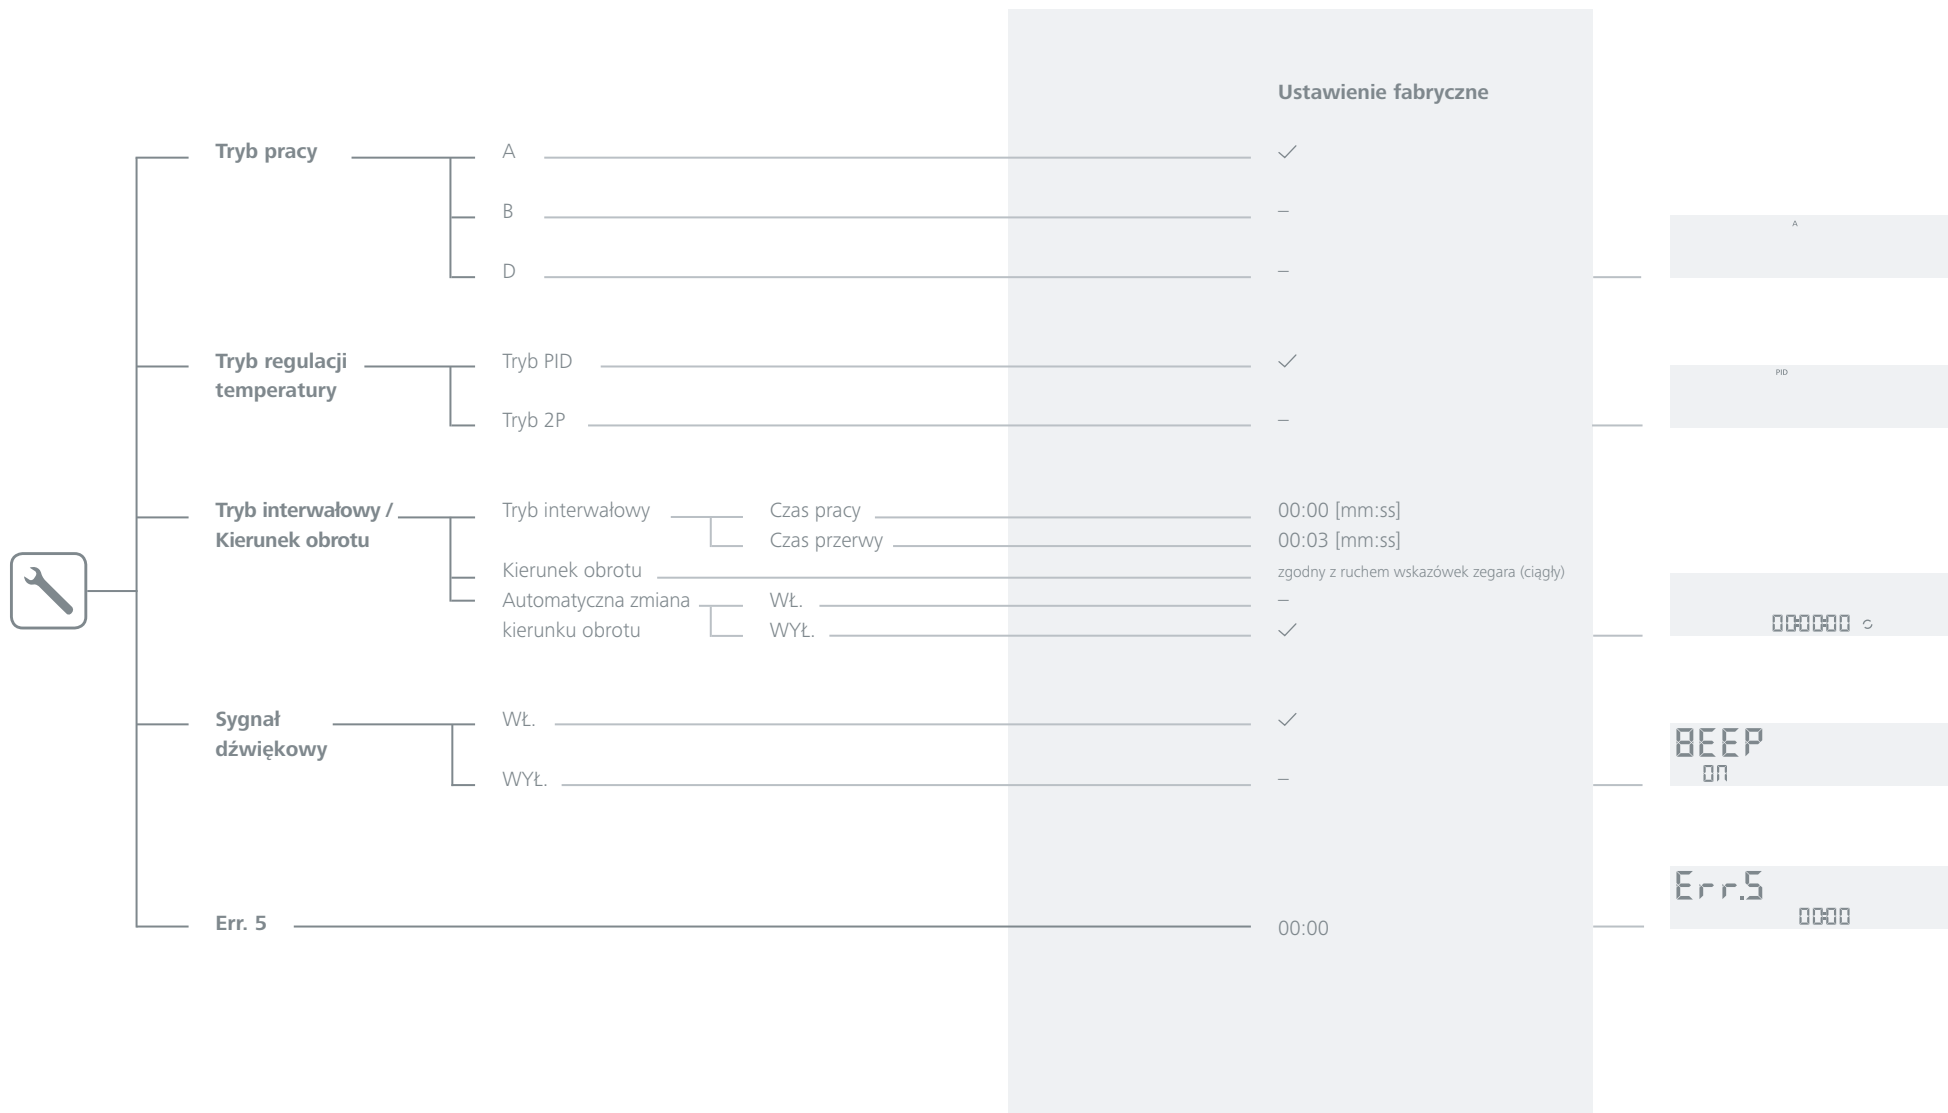 Ustawienie fabryczne
Tryb pracy
A
✓
B
–
A
D
–
Tryb regulacji
temperatury
Tryb PID
✓
PID
Tryb 2P
–
Tryb interwałowy /
Kierunek obrotu
Tryb interwałowy
Czas pracy
00:00 [mm:ss]
Czas przerwy
00:03 [mm:ss]
Kierunek obrotu
zgodny z ruchem wskazówek zegara (ciągły)
Automatyczna zmiana
kierunku obrotu
WŁ.
–
WYŁ.
✓
00:00:00
Sygnał
dźwiękowy
WŁ.
✓
BEEP
on
WYŁ.
–
Err. 5
00:00
Err.5
00:00